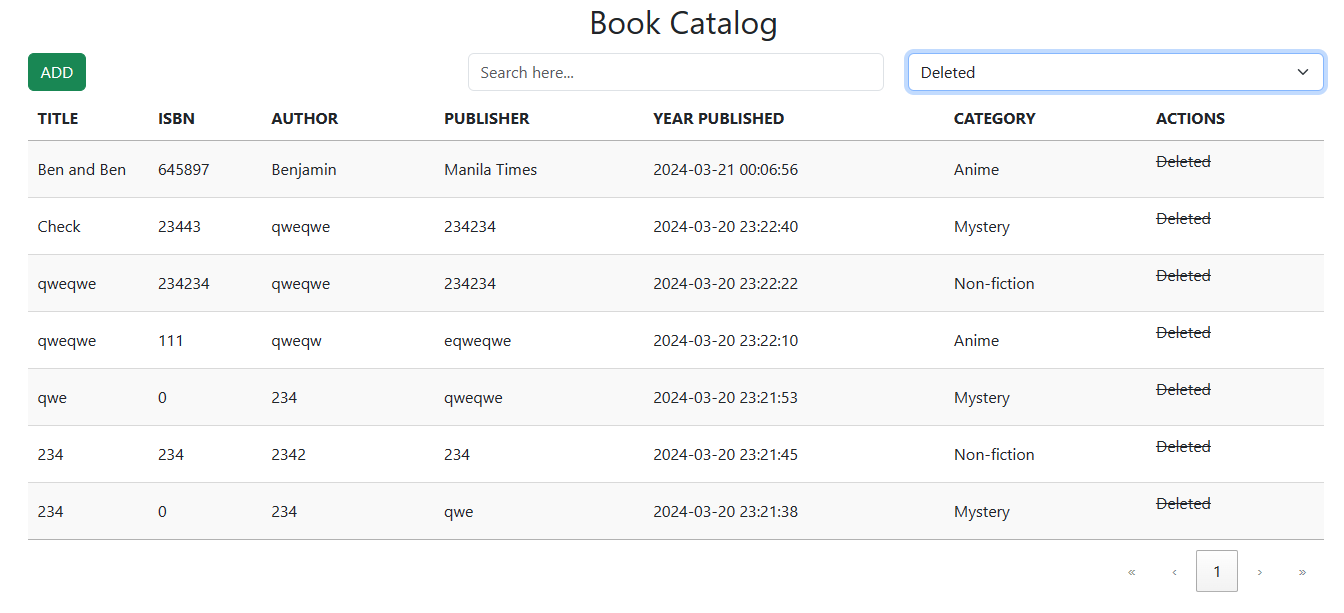 Book Catalog
ADD Search here... Deleted
TITLE ISBN AUTHOR PUBLISHER YEAR PUBLISHED CATEGORY ACTIONS
Ben and Ben 645897 Benjamin Manila Times 2024-03-21 00:06:56 Anime Deleted
Check 23443 qweqwe 234234 2024-03-20 23:22:40 Mystery Deleted
qweqwe 234234 qweqwe 234234 2024-03-20 23:22:22 Non-fiction Deleted
qweqwe 111 qweqw eqweqwe 2024-03-20 23:22:10 Anime Deleted
qwe 0 234 qweqwe 2024-03-20 23:21:53 Mystery Deleted
234 234 2342 234 2024-03-20 23:21:45 Non-fiction Deleted
234 0 234 qwe 2024-03-20 23:21:38 Mystery Deleted
« ‹ 1 › »